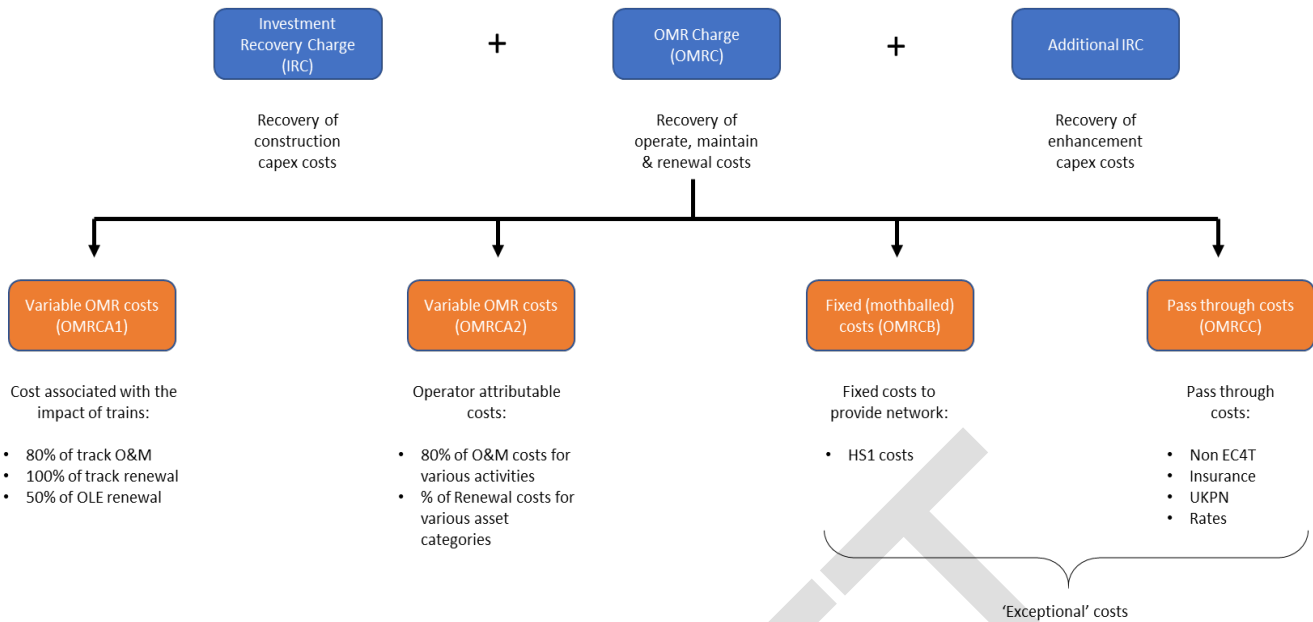 Investment
Recovery Charge
(IRC)
+
OMR Charge
(OMRC)
+
Additional IRC
Recovery of
construction
capex costs
Recovery of
operate, maintain
& renewal costs
Recovery of
enhancement
capex costs
Variable OMR costs
(OMRCA1)
Variable OMR costs
(OMRCA2)
Fixed (mothballed)
costs (OMRCB)
Pass through costs
(OMRCC)
Cost associated with the
impact of trains:
• 80% of track O&M
• 100% of track renewal
• 50% of OLE renewal
Operator attributable
costs:
• 80% of O&M costs for
various activities
• % of Renewal costs for
various asset
categories
Fixed costs to
provide network:
• HS1 costs
Pass through
costs:
• Non EC4T
• Insurance
• UKPN
• Rates
'Exceptional' costs